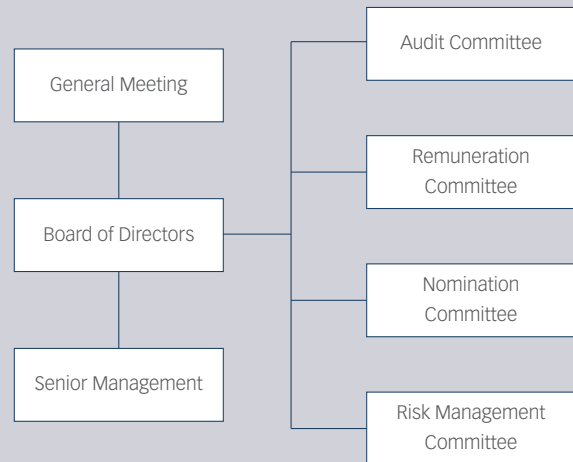 General Meeting
Board of Directors
Senior Management
Audit Committee
Remuneration
Committee
Nomination
Committee
Risk Management
Committee